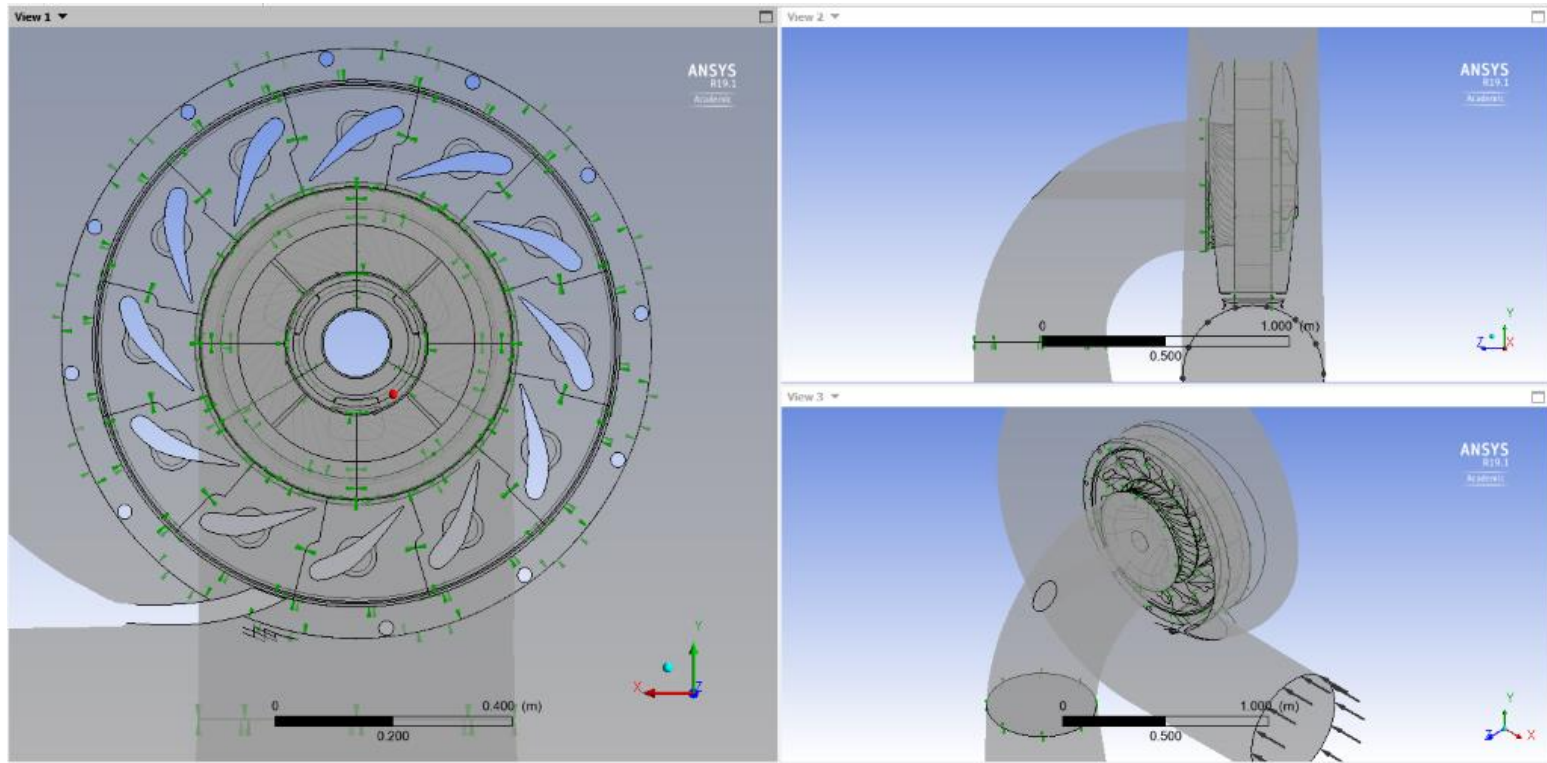 View 1
ANSYS
R19.1
Academic
Y
X
Z
0
0.400 (m)
0.200
View 2
ANSYS
R19.1
Academic
0
1.000 (m)
0.500
Y
Z
X
View 3
ANSYS
R19.1
Academic
0
1.000 (m)
0.500
Y
Z
X